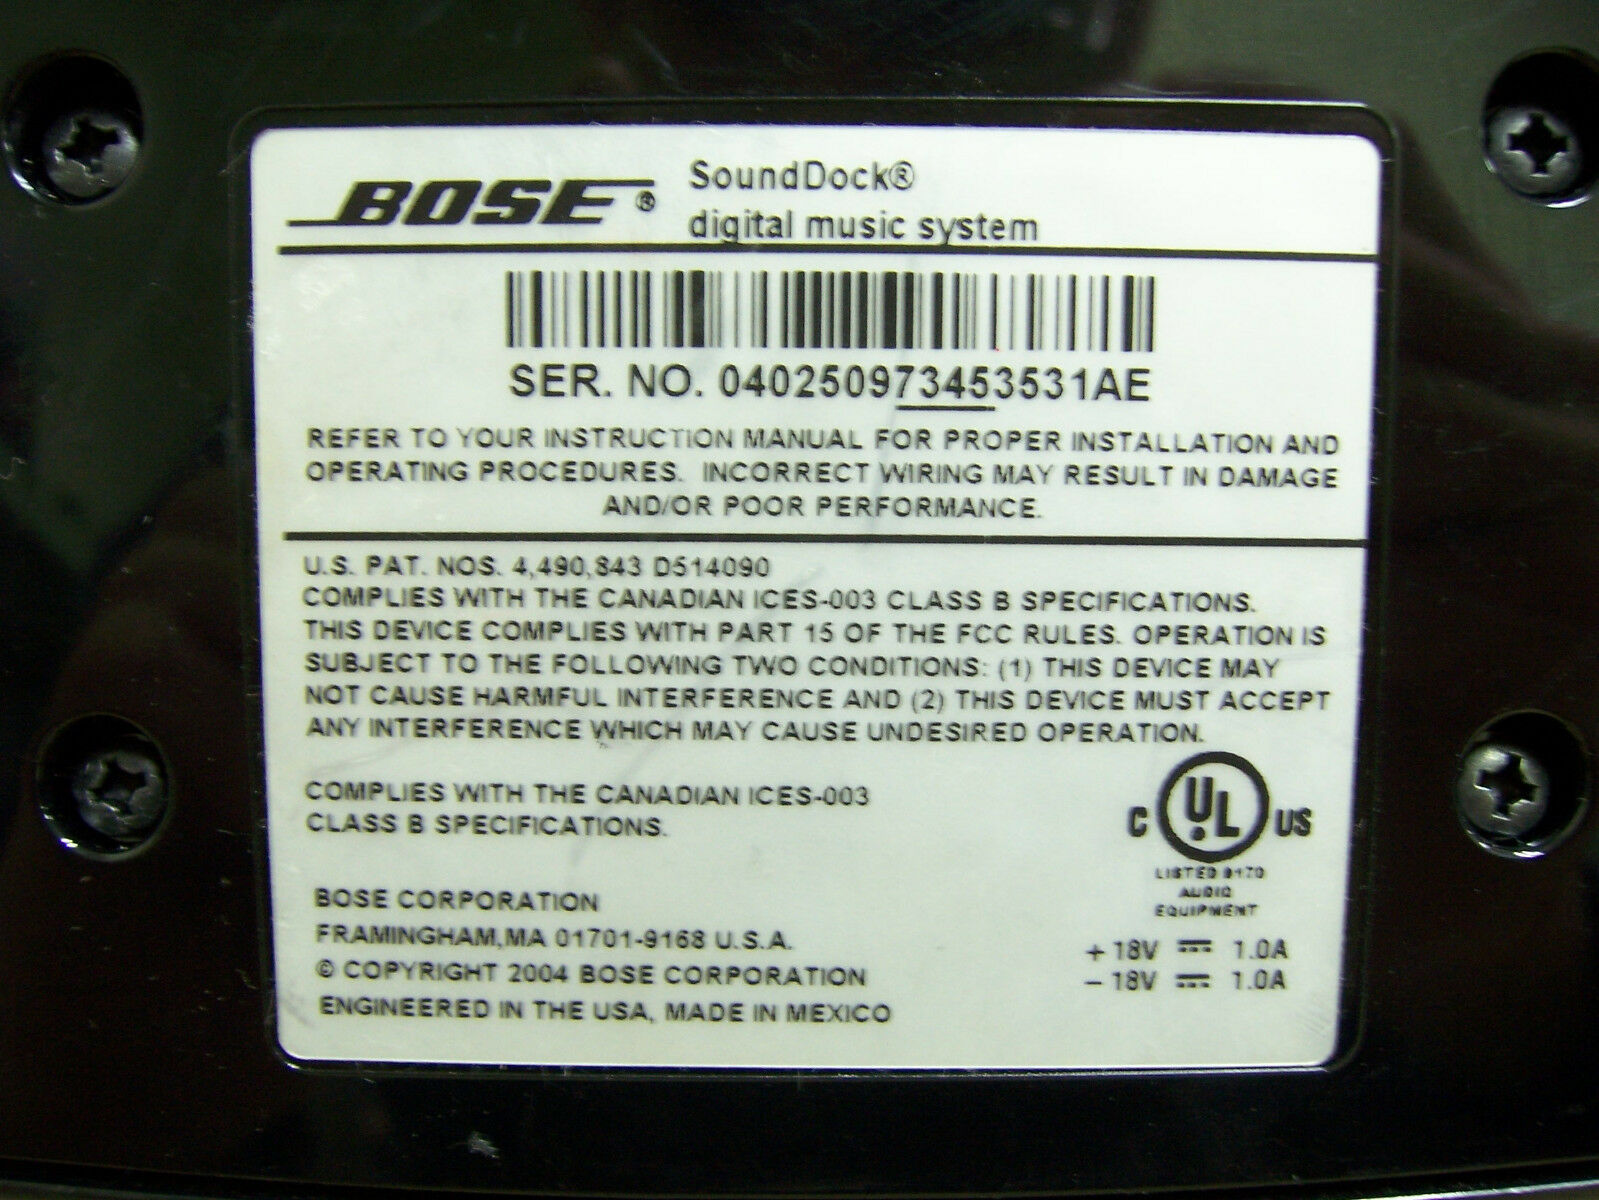 BOSE® SoundDock®
digital music system
SER. NO. 040250973453531AE
REFER TO YOUR INSTRUCTION MANUAL FOR PROPER INSTALLATION AND
OPERATING PROCEDURES. INCORRECT WIRING MAY RESULT IN DAMAGE
AND/OR POOR PERFORMANCE.
U.S. PAT. NOS. 4,490,843 D514090
COMPLIES WITH THE CANADIAN ICES-003 CLASS B SPECIFICATIONS.
THIS DEVICE COMPLIES WITH PART 15 OF THE FCC RULES. OPERATION IS
SUBJECT TO THE FOLLOWING TWO CONDITIONS: (1) THIS DEVICE MAY
NOT CAUSE HARMFUL INTERFERENCE AND (2) THIS DEVICE MUST ACCEPT
ANY INTERFERENCE WHICH MAY CAUSE UNDESIRED OPERATION.
COMPLIES WITH THE CANADIAN ICES-003
CLASS B SPECIFICATIONS.
C UL US
LISTED 9170
AUDIO
EQUIPMENT
BOSE CORPORATION
FRAMINGHAM,MA 01701-9168 U.S.A.
© COPYRIGHT 2004 BOSE CORPORATION
ENGINEERED IN THE USA, MADE IN MEXICO
+ 18V ⎓ 1.0A
– 18V ⎓ 1.0A